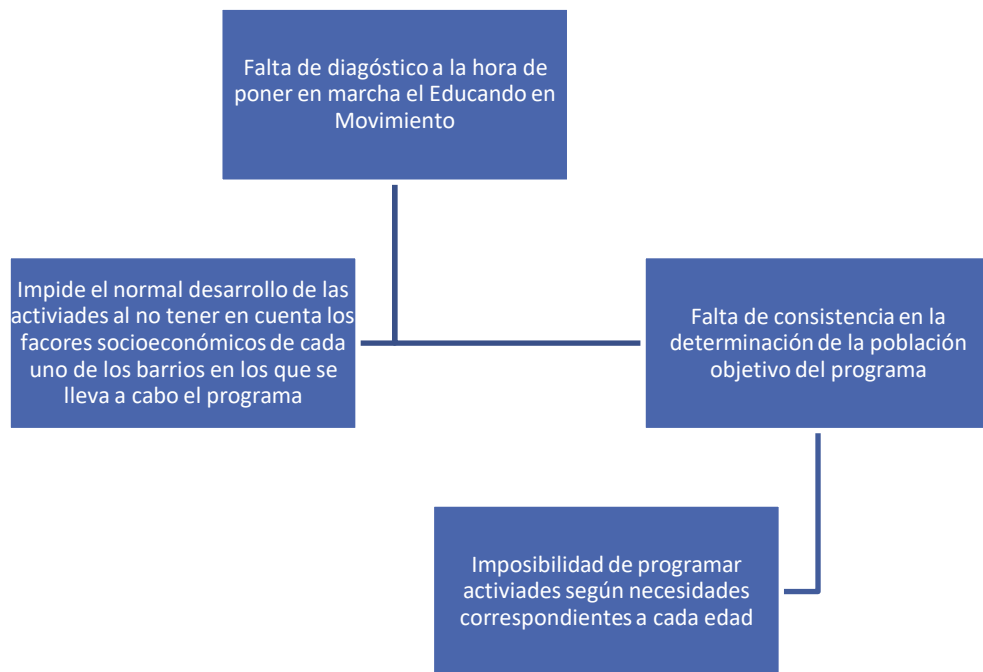 Falta de diagóstico a la hora de
poner en marcha el Educando en
Movimiento
Impide el normal desarrollo de las
activiades al no tener en cuenta los
facores socioeconómicos de cada
uno de los barrios en los que se
lleva a cabo el programa
Falta de consistencia en la
determinación de la población
objetivo del programa
Imposibilidad de programar
activiades según necesidades
correspondientes a cada edad